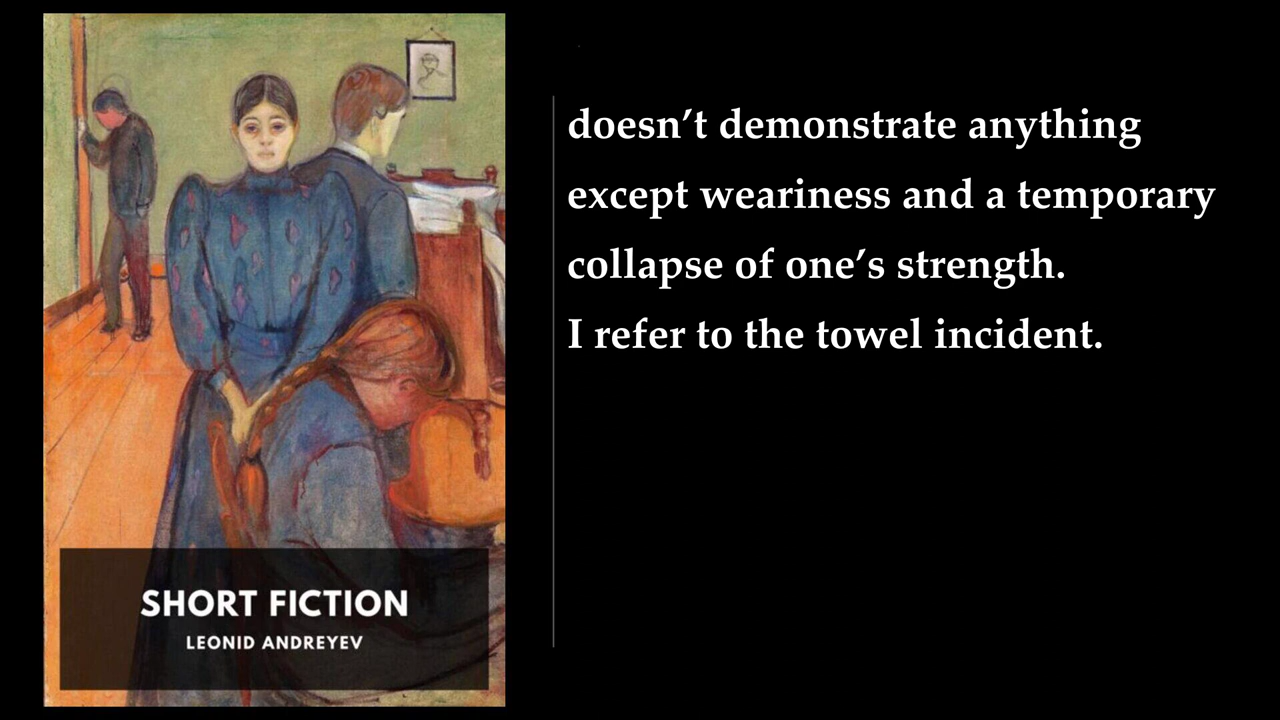 doesn’t demonstrate anything
except weariness and a temporary
collapse of one’s strength.
I refer to the towel incident.
SHORT FICTION
LEONID ANDREYEV